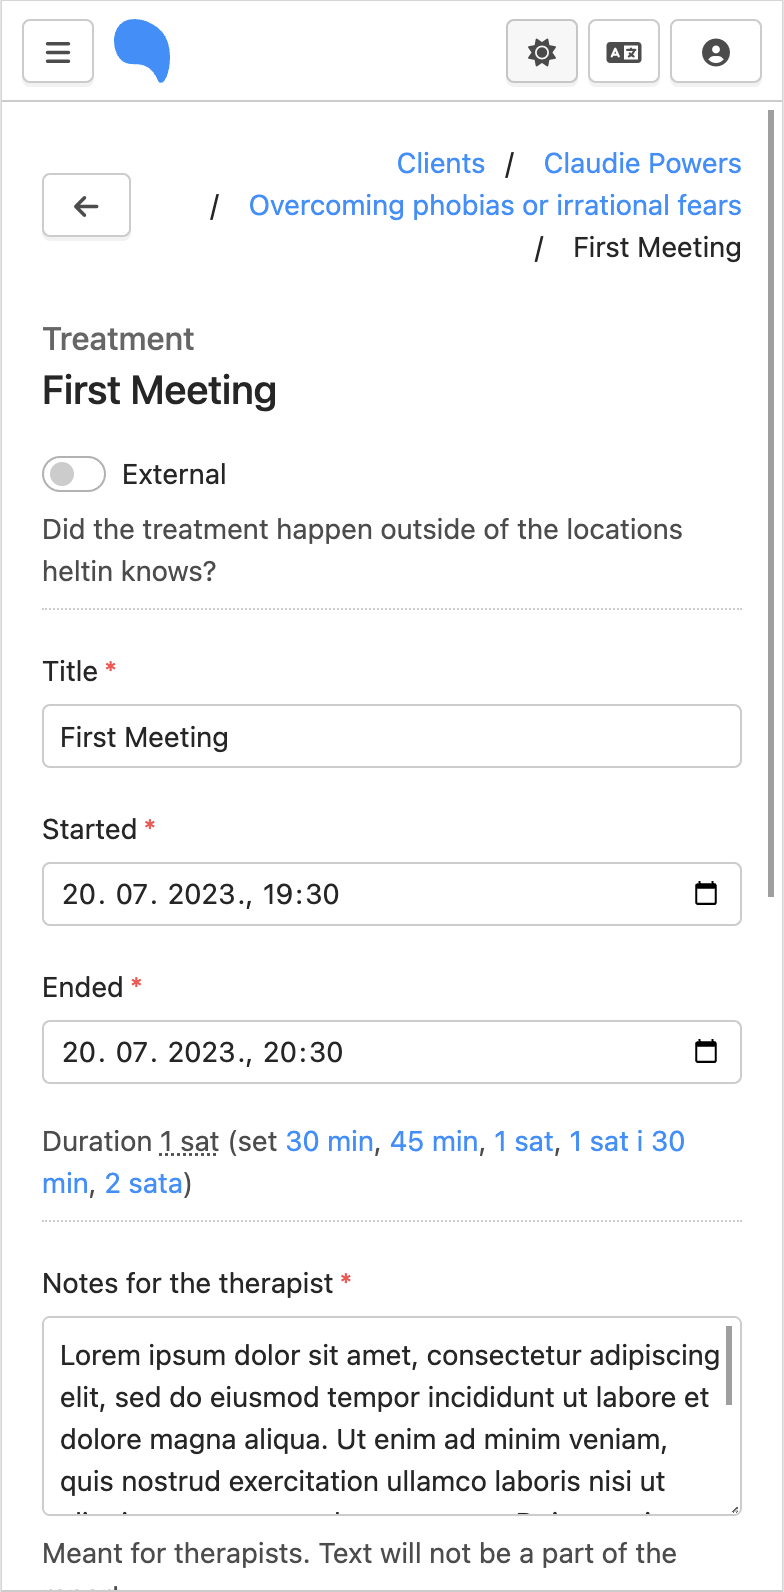 Clients / Claudie Powers
/ Overcoming phobias or irrational fears
/ First Meeting
Treatment
First Meeting
External
Did the treatment happen outside of the locations
heltin knows?
Title *
First Meeting
Started *
20. 07. 2023., 19:30
Ended *
20. 07. 2023., 20:30
Duration 1 sat (set 30 min, 45 min, 1 sat, 1 sat i 30
min, 2 sata)
Notes for the therapist *
Lorem ipsum dolor sit amet, consectetur adipiscing
elit, sed do eiusmod tempor incididunt ut labore et
dolore magna aliqua. Ut enim ad minim veniam,
quis nostrud exercitation ullamco laboris nisi ut
Meant for therapists. Text will not be a part of the